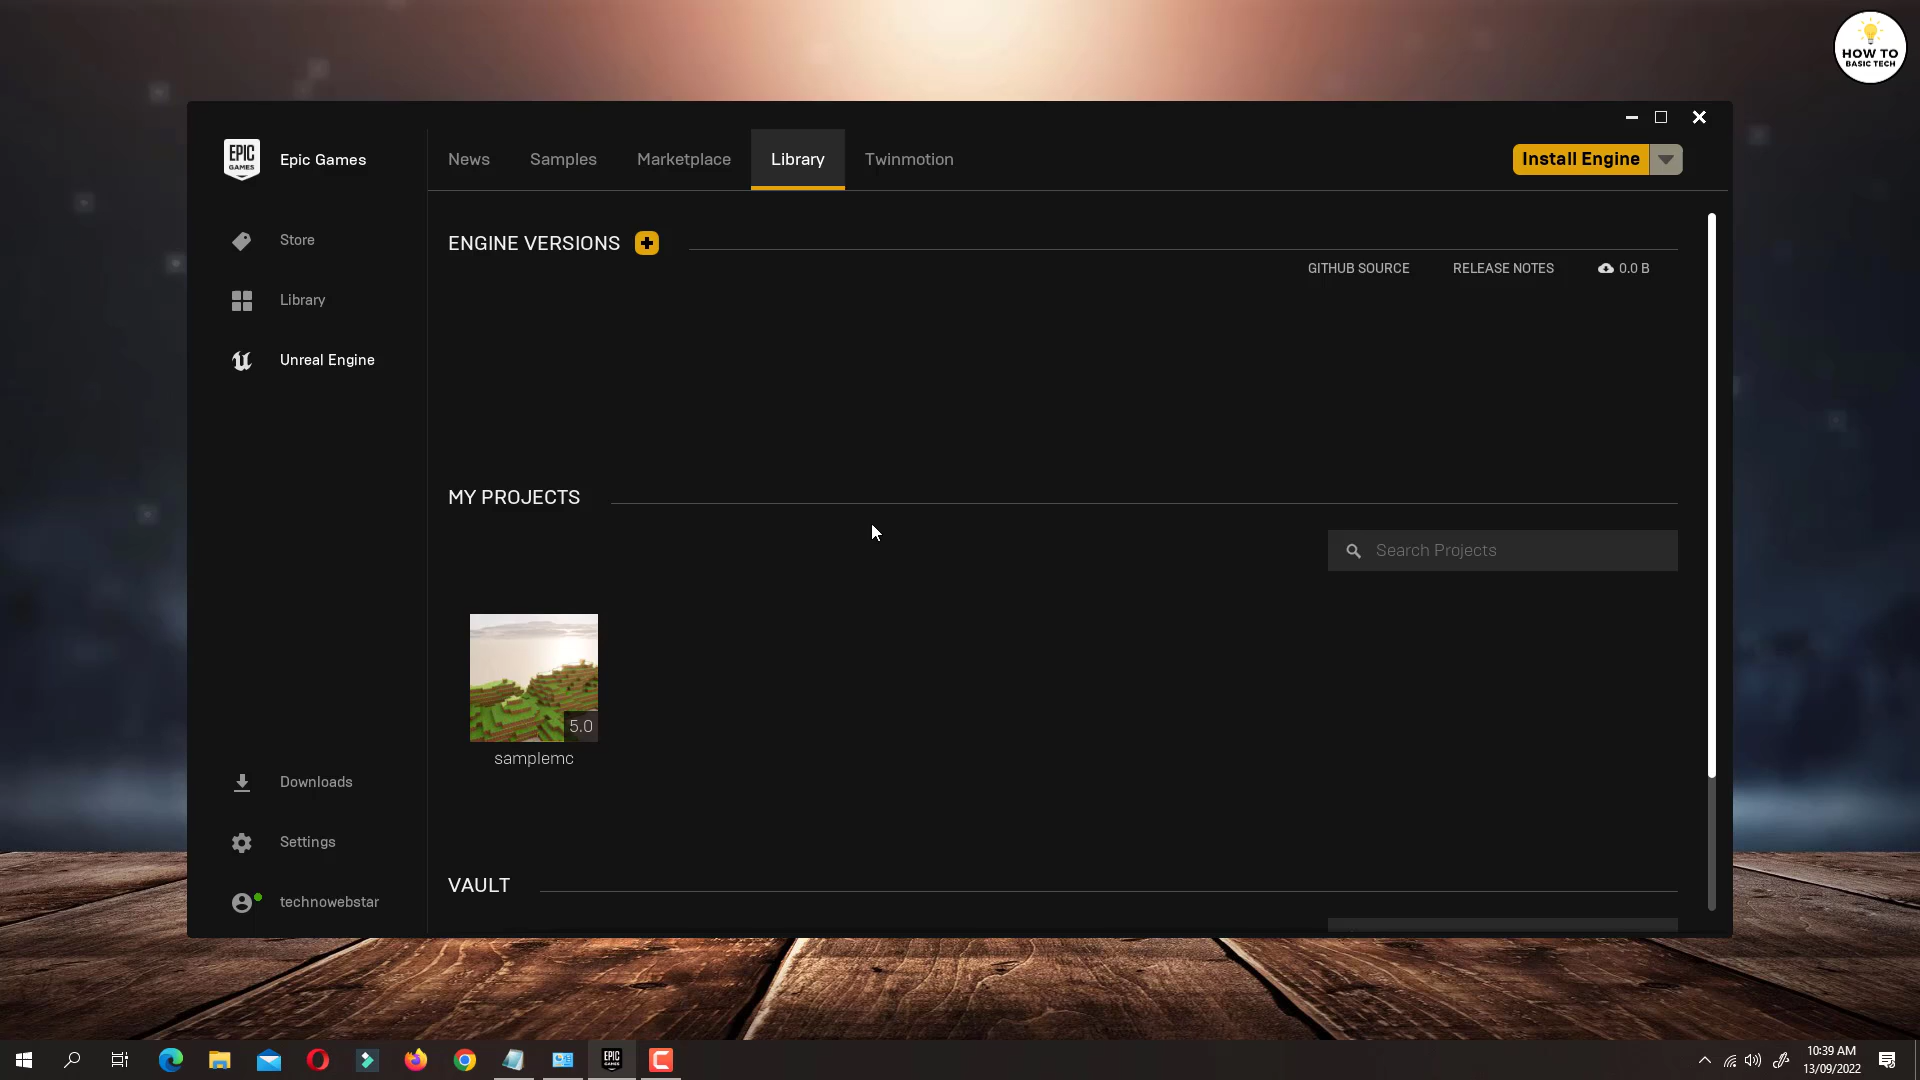 HOW TO
BASIC TECH
EPIC
GAMES
Epic Games
News
Samples
Marketplace
Library
Twinmotion
Install Engine
Store
Library
Unreal Engine
ENGINE VERSIONS
GITHUB SOURCE
RELEASE NOTES
0.0 B
MY PROJECTS
Search Projects
5.0
samplemc
VAULT
Downloads
Settings
technowebstar
EPIC
GAMES
10:39 AM
13/09/2022